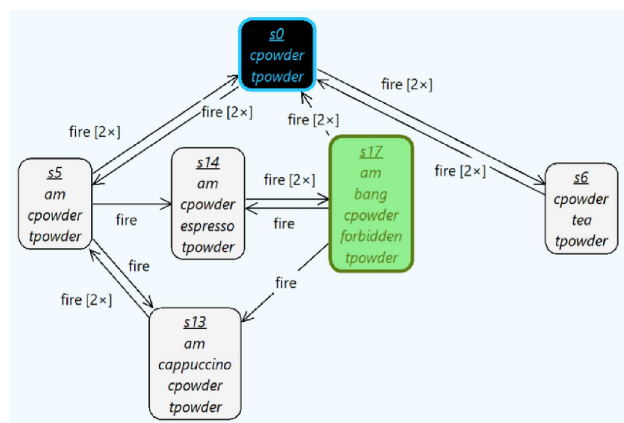 s0
cpowder
tpowder
fire [2×]
fire [2×]
fire [2×]
fire [2×]
fire [2×]
s5
am
cpowder
tpowder
s14
am
cpowder
espresso
tpowder
fire [2×]
s17
am
bang
cpowder
forbidden
tpowder
s6
cpowder
tea
tpowder
fire
fire
fire
fire [2×]
fire
s13
am
cappuccino
cpowder
tpowder